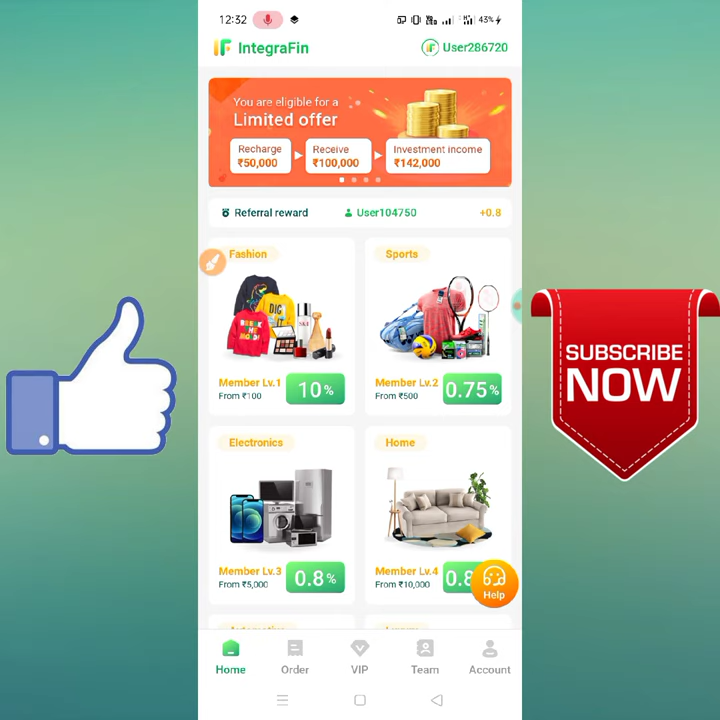 12:32
43%
IntegraFin
User286720
You are eligible for a
Limited offer
Recharge
₹50,000
Receive
₹100,000
Investment income
₹142,000
Referral reward
User104750
+0.8
Fashion
Sports
Member Lv.1
From ₹100
10%
Member Lv.2
From ₹500
0.75%
Electronics
Home
Member Lv.3
From ₹5,000
0.8%
Member Lv.4
From ₹10,000
0.8
Help
Home
Order
VIP
Team
Account
SUBSCRIBE
NOW